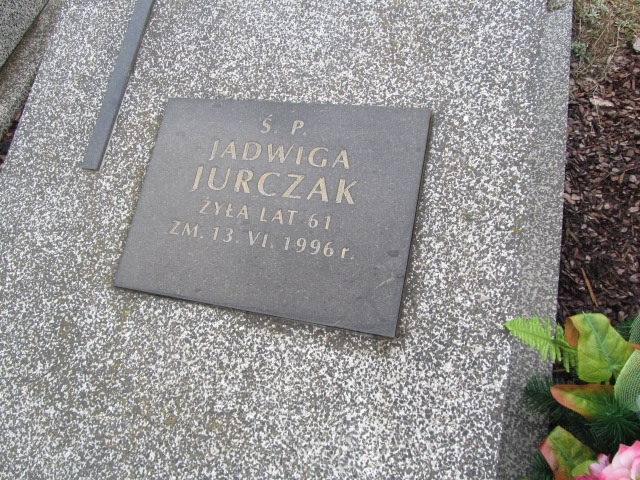 Ś. P.
JADWIGA
JURCZAK
ŻYŁA LAT 61
ZM. 13. VI. 1996 r.